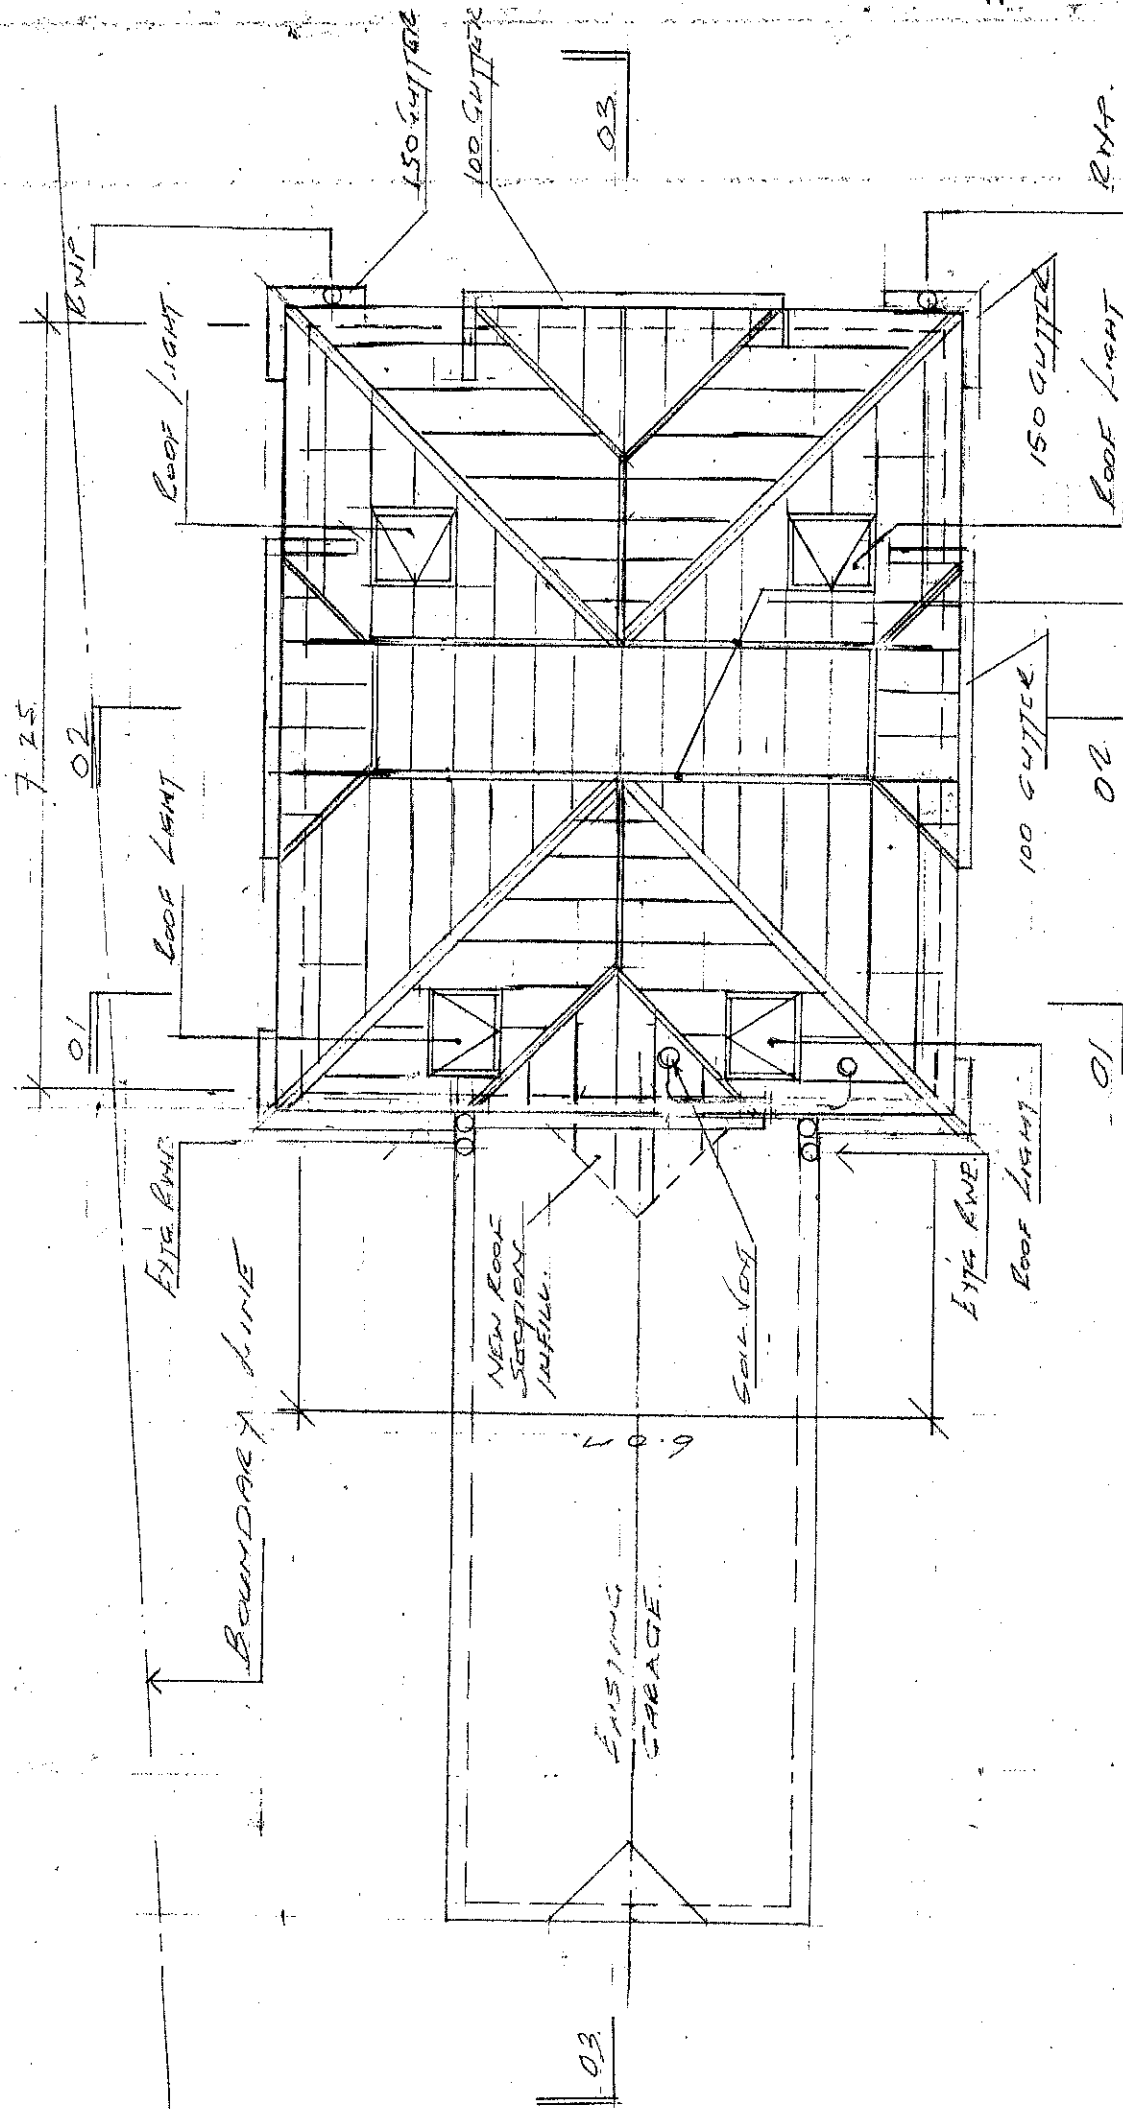 7.25
01
02
RWP.
ROOF LIGHT
ROOF LIGHT.
150 GUTTER
100 GUTTER
03
EXTG. RWP.
BOUNDARY LINE
NEW ROOF
SECTION
INFILL.
SOIL VENT
6.0 M.
EXISTING
GARAGE.
03.
EXTG. RWP.
ROOF LIGHT
01
100 GUTTER.
02
150 GUTTER
ROOF LIGHT
RWP.